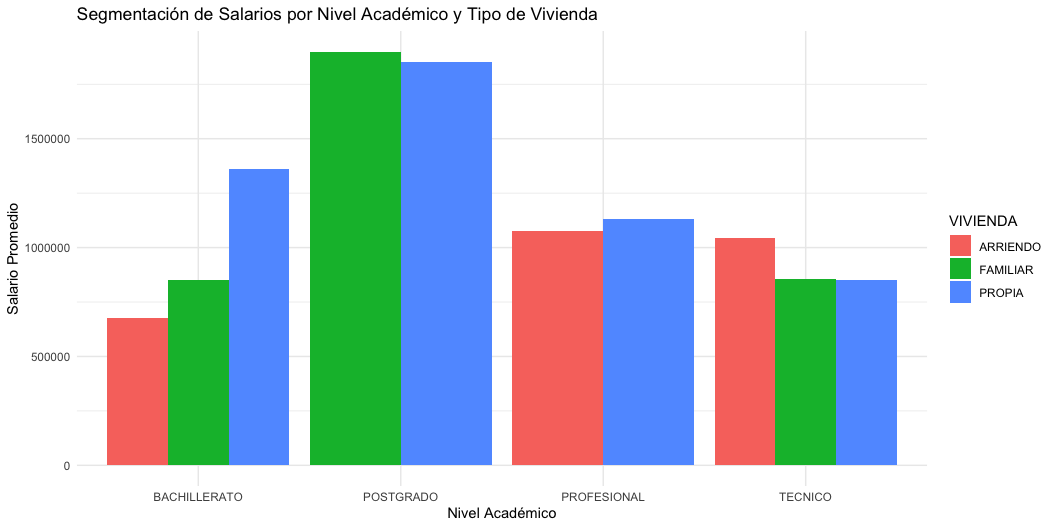 Segmentación de Salarios por Nivel Académico y Tipo de Vivienda
Salario Promedio
1500000
1000000
500000
0
BACHILLERATO
POSTGRADO
PROFESIONAL
TECNICO
Nivel Académico
VIVIENDA
ARRIENDO
FAMILIAR
PROPIA